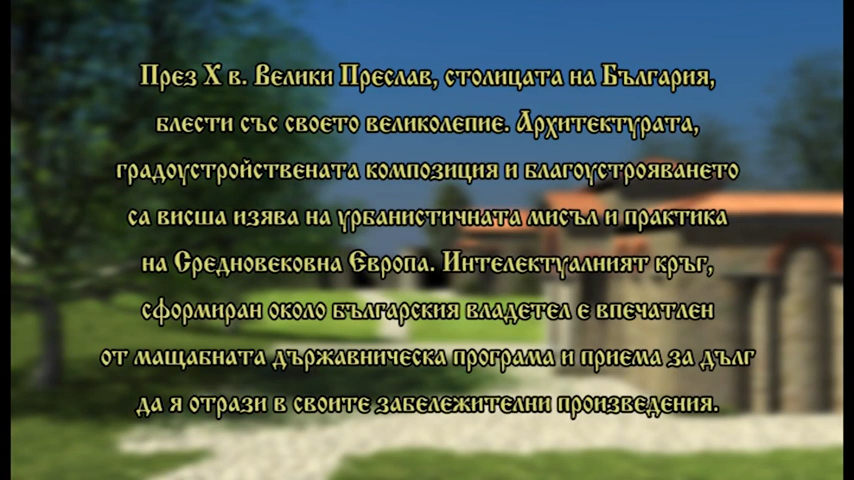 През X в. Велики Преслав, столицата на България,
блести със своето великолепие. Архитектурата,
градоустройствената композиция и благоустрояването
са висша изява на урбанистичната мисъл и практика
на Средновековна Европа. Интелектуалният кръг,
сформиран около българския владетел е впечатлен
от мащабната държавническа програма и приема за дълг
да я отрази в своите забележителни произведения.